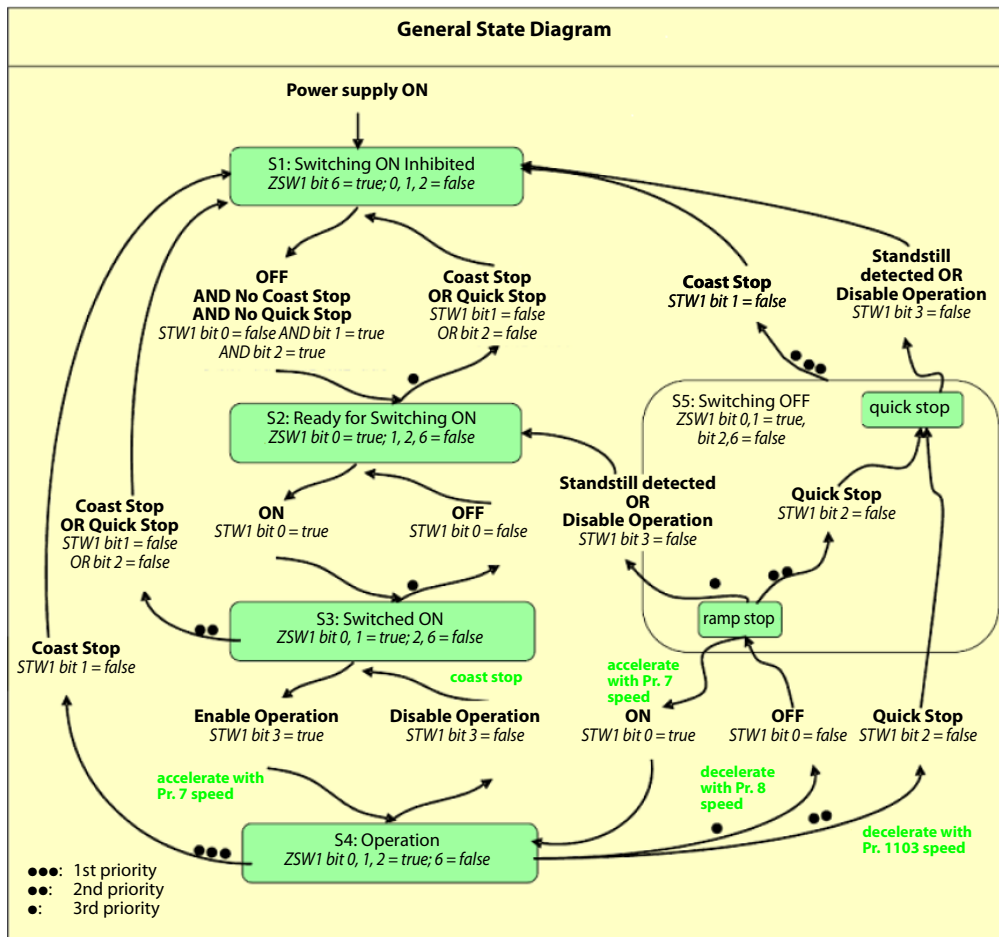 General State Diagram
Power supply ON
S1: Switching ON Inhibited
ZSW1 bit 6 = true; 0, 1, 2 = false
OFF
AND No Coast Stop
AND No Quick Stop
STW1 bit 0 = false AND bit 1 = true
AND bit 2 = true
Coast Stop
OR Quick Stop
STW1 bit1 = false
OR bit 2 = false
Coast Stop
STW1 bit 1 = false
Standstill
detected OR
Disable Operation
STW1 bit 3 = false
S2: Ready for Switching ON
ZSW1 bit 0 = true; 1, 2, 6 = false
S5: Switching OFF
ZSW1 bit 0,1 = true,
bit 2,6 = false
quick stop
Coast Stop
OR Quick Stop
STW1 bit1 = false
OR bit 2 = false
ON
STW1 bit 0 = true
OFF
STW1 bit 0 = false
Standstill detected
OR
Disable Operation
STW1 bit 3 = false
Quick Stop
STW1 bit 2 = false
S3: Switched ON
ZSW1 bit 0, 1 = true; 2, 6 = false
ramp stop
Coast Stop
STW1 bit 1 = false
coast stop
accelerate
with Pr. 7
speed
Enable Operation
STW1 bit 3 = true
Disable Operation
STW1 bit 3 = false
ON
STW1 bit 0 = true
OFF
STW1 bit 0 = false
Quick Stop
STW1 bit 2 = false
accelerate with
Pr. 7 speed
decelerate
with Pr. 8
speed
S4: Operation
ZSW1 bit 0, 1, 2 = true; 6 = false
decelerate with
Pr. 1103 speed
●●●: 1st priority
●●: 2nd priority
●: 3rd priority